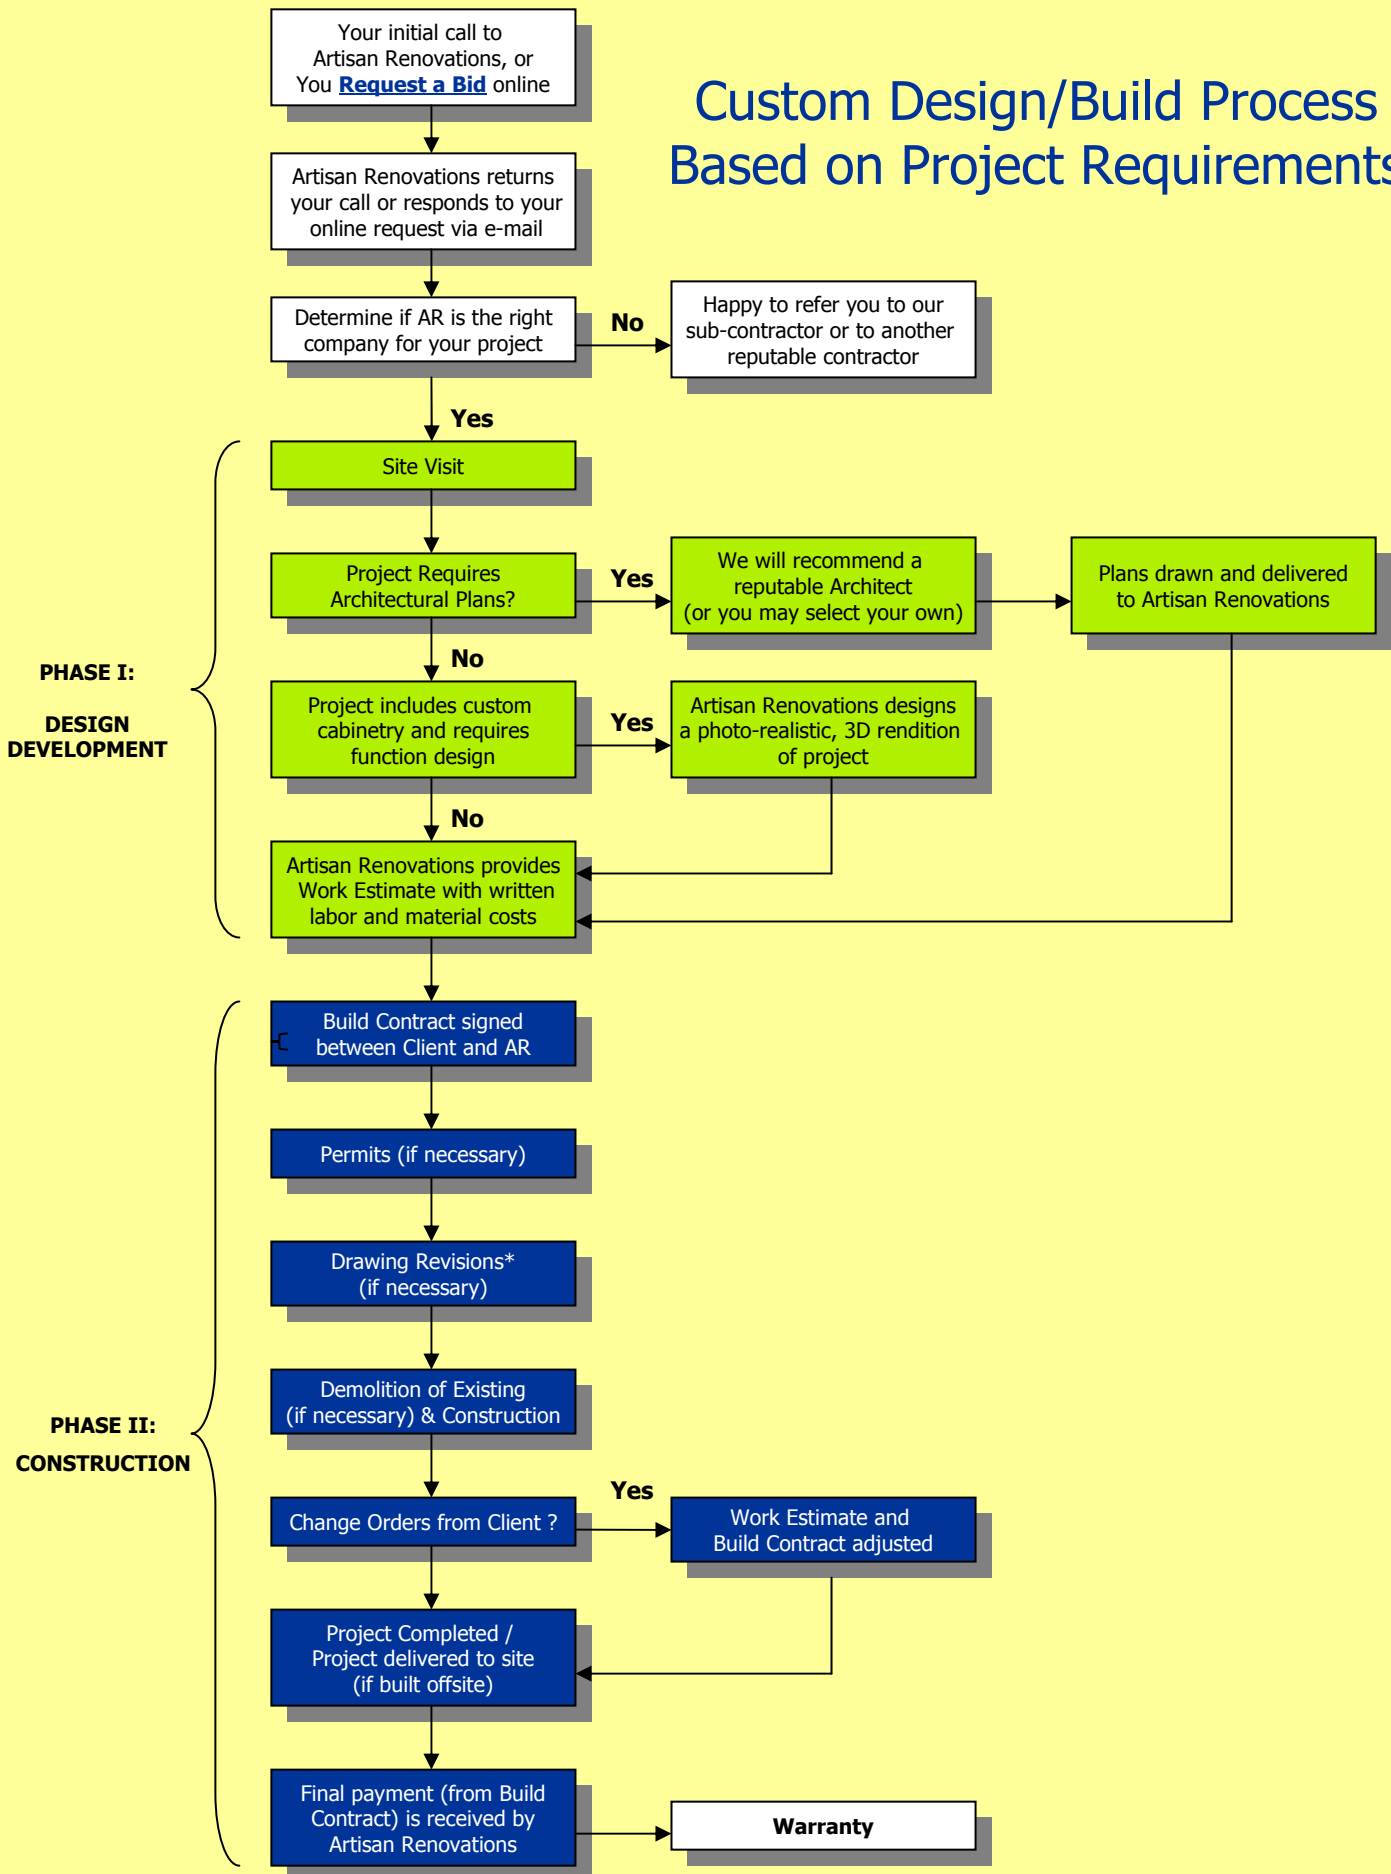 Your initial call to
Artisan Renovations, or
You Request a Bid online
Custom Design/Build Process
Based on Project Requirements
Artisan Renovations returns
your call or responds to your
online request via e-mail
Determine if AR is the right
company for your project
No
Happy to refer you to our
sub-contractor or to another
reputable contractor
Yes
Site Visit
Project Requires
Architectural Plans?
Yes
We will recommend a
reputable Architect
(or you may select your own)
Plans drawn and delivered
to Artisan Renovations
No
PHASE I:
DESIGN
DEVELOPMENT
Project includes custom
cabinetry and requires
function design
Yes
Artisan Renovations designs
a photo-realistic, 3D rendition
of project
No
Artisan Renovations provides
Work Estimate with written
labor and material costs
Build Contract signed
between Client and AR
Permits (if necessary)
Drawing Revisions*
(if necessary)
Demolition of Existing
(if necessary) & Construction
PHASE II:
CONSTRUCTION
Change Orders from Client ?
Yes
Work Estimate and
Build Contract adjusted
Project Completed /
Project delivered to site
(if built offsite)
Final payment (from Build
Contract) is received by
Artisan Renovations
Warranty